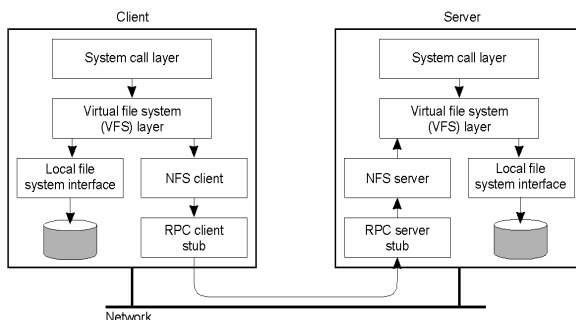 Client
System call layer
Virtual file system
(VFS) layer
Local file
system interface
NFS client
RPC client
stub
Server
System call layer
Virtual file system
(VFS) layer
NFS server
Local file
system interface
RPC server
stub
Network